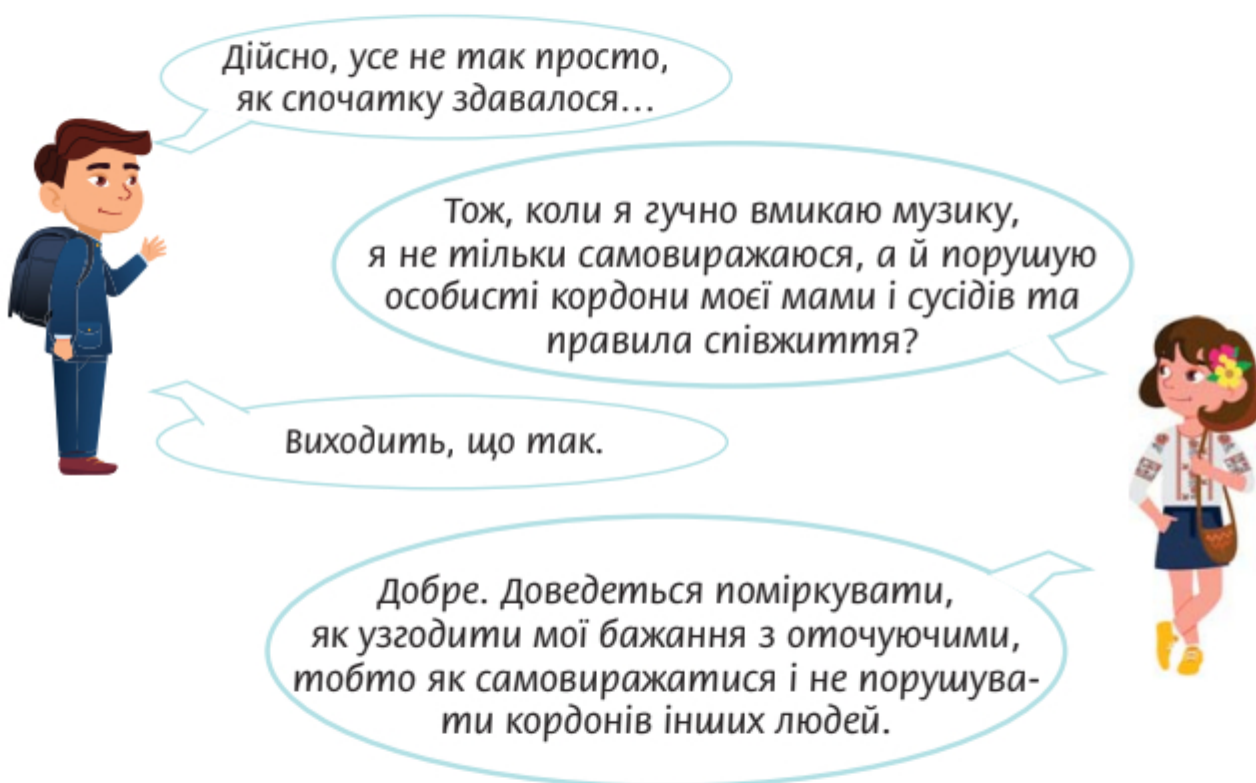 Дійсно, усе не так просто,
як спочатку здавалося...
Тож, коли я гучно вмикаю музику,
я не тільки самовиражаюся, а й порушую
особисті кордони моєї мами і сусідів та
правила співжиття?
Виходить, що так.
Добре. Доведеться поміркувати,
як узгодити мої бажання з оточуючими,
тобто як самовиражатися і не порушува-
ти кордонів інших людей.